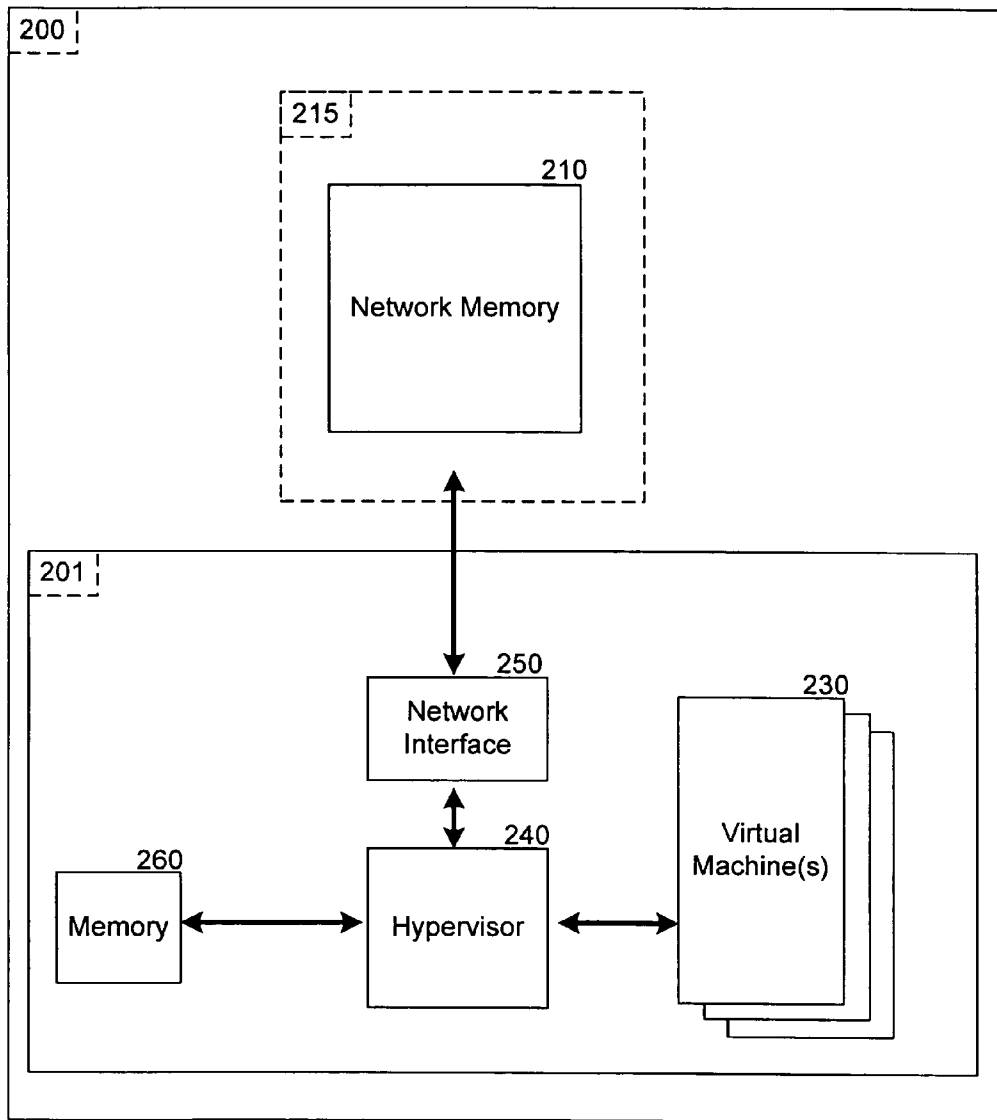 200
215
210
Network Memory
201
250
Network
Interface
230
Virtual
Machine(s)
240
Hypervisor
260
Memory